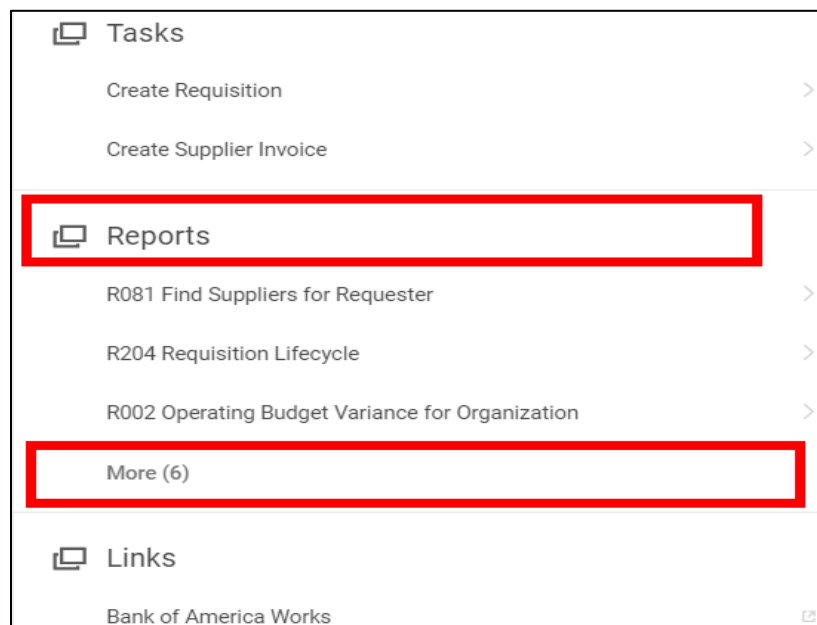 Tasks
Create Requisition
Create Supplier Invoice
Reports
R081 Find Suppliers for Requester
R204 Requisition Lifecycle
R002 Operating Budget Variance for Organization
More (6)
Links
Bank of America Works